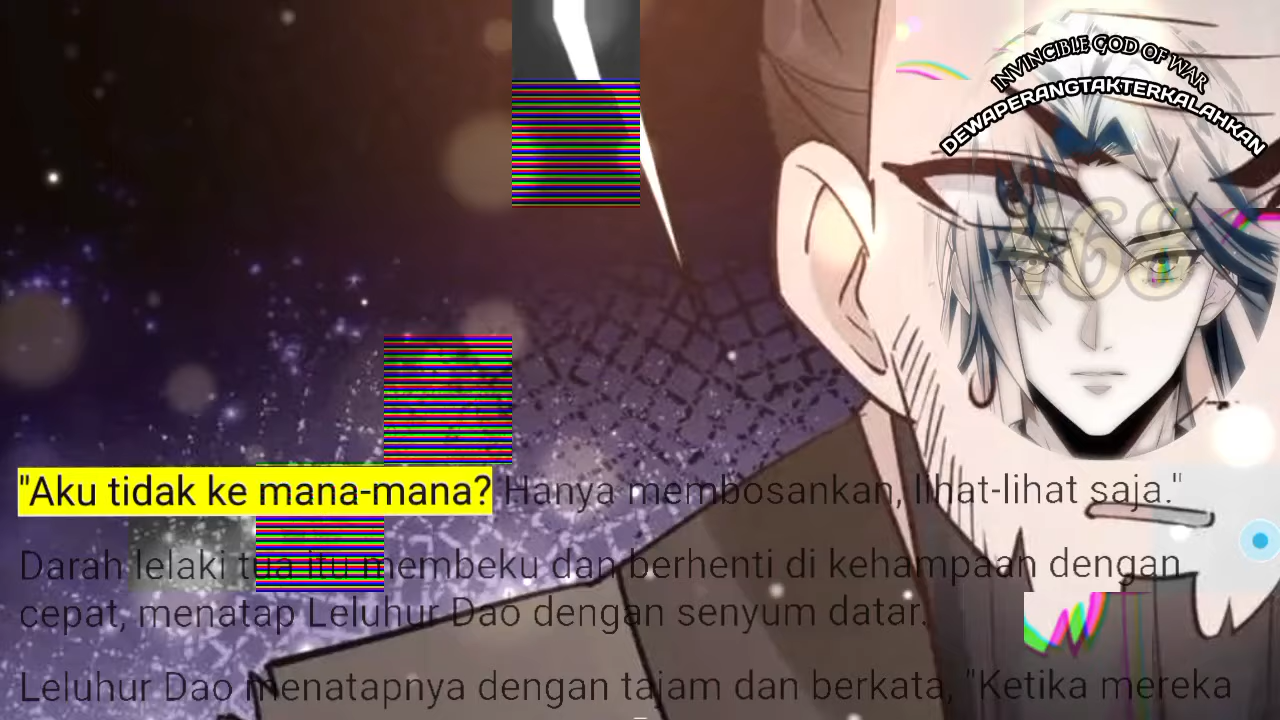 INVINCIBLE GOD OF WAR
DEWAPERANGTAKTERKALAHKAN
468
"Aku tidak ke mana-mana? Hanya membosankan, lihat-lihat saja."
Darah lelaki tua itu membeku dan berhenti di kehampaan dengan
cepat, menatap Leluhur Dao dengan senyum datar.
Leluhur Dao menatapnya dengan tajam dan berkata, "Ketika mereka